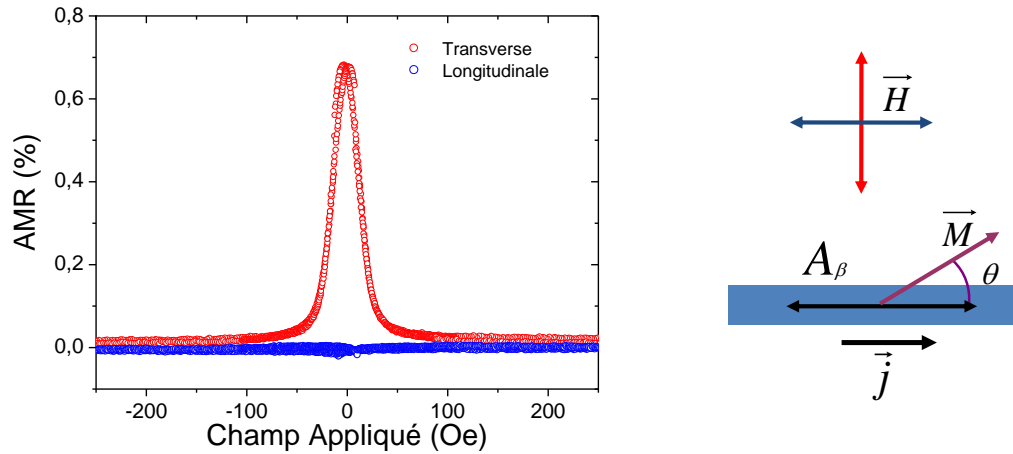 0,8
0,6
0,4
0,2
0,0
AMR (%)
Transverse
Longitudinale
-200 -100 0 100 200
Champ Appliqué (Oe)
H
M
Aβ
θ
j